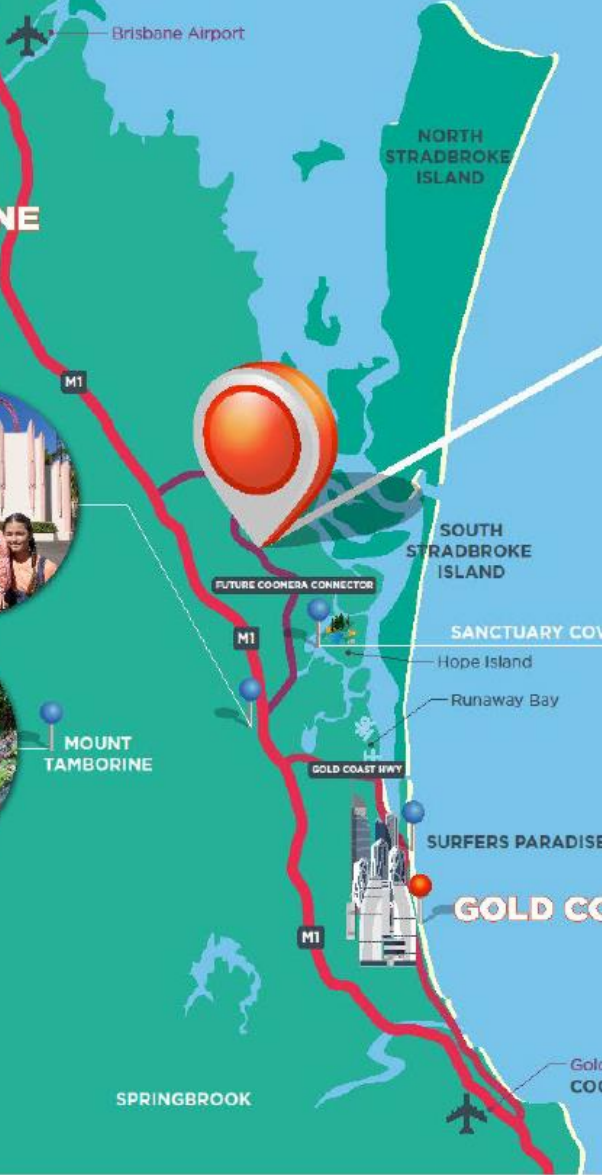 Brisbane Airport
NORTH
STRADBROKE
ISLAND
NE
M1
SOUTH
STRADBROKE
ISLAND
FUTURE COOMERA CONNECTOR
M1
SANCTUARY COV
Hope Island
Runaway Bay
MOUNT
TAMBORINE
GOLD COAST HWY
SURFERS PARADISE
GOLD CO
M1
Gold
COO
SPRINGBROOK